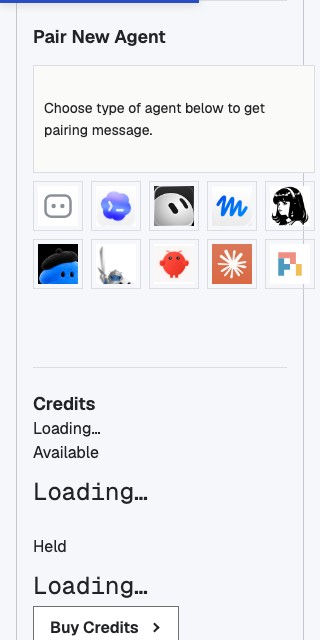 Pair New Agent
Choose type of agent below to get
pairing message.
Credits
Loading…
Available
Loading…
Held
Loading…
Buy Credits